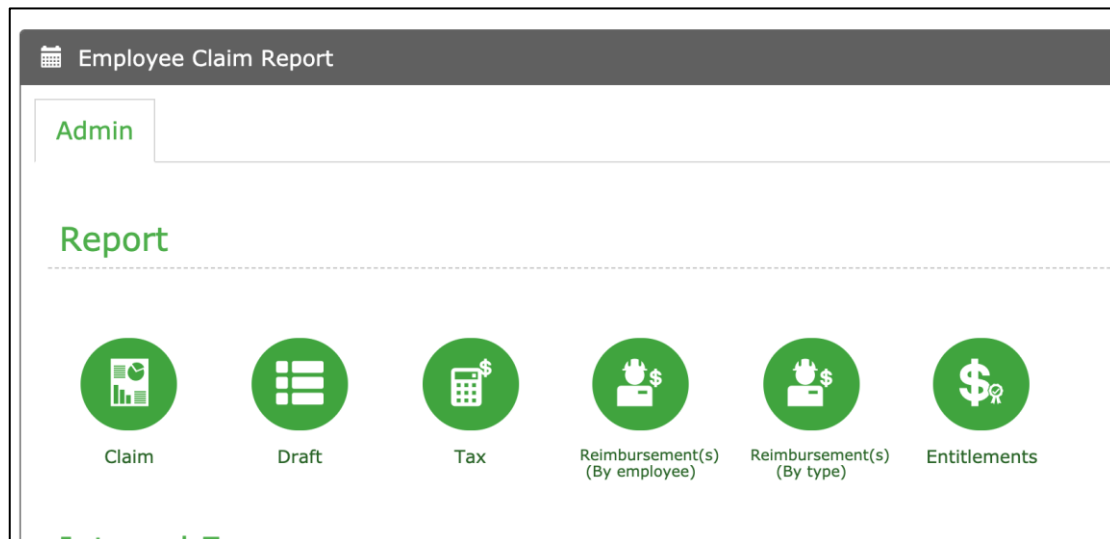 Employee Claim Report
Admin
Report
Claim
Draft
Tax
Reimbursement(s)
(By employee)
Reimbursement(s)
(By type)
Entitlements